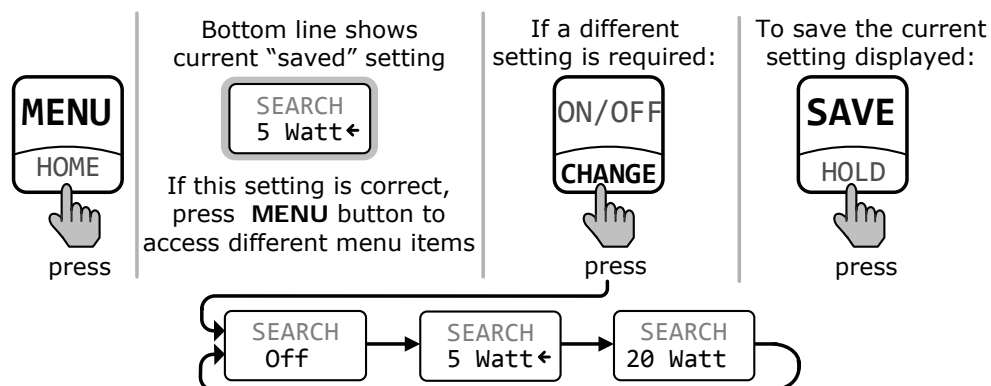 MENU
HOME
press
Bottom line shows
current “saved” setting
SEARCH
5 Watt←
If this setting is correct,
press MENU button to
access different menu items
If a different
setting is required:
ON/OFF
CHANGE
press
To save the current
setting displayed:
SAVE
HOLD
press
SEARCH
Off
SEARCH
5 Watt←
SEARCH
20 Watt